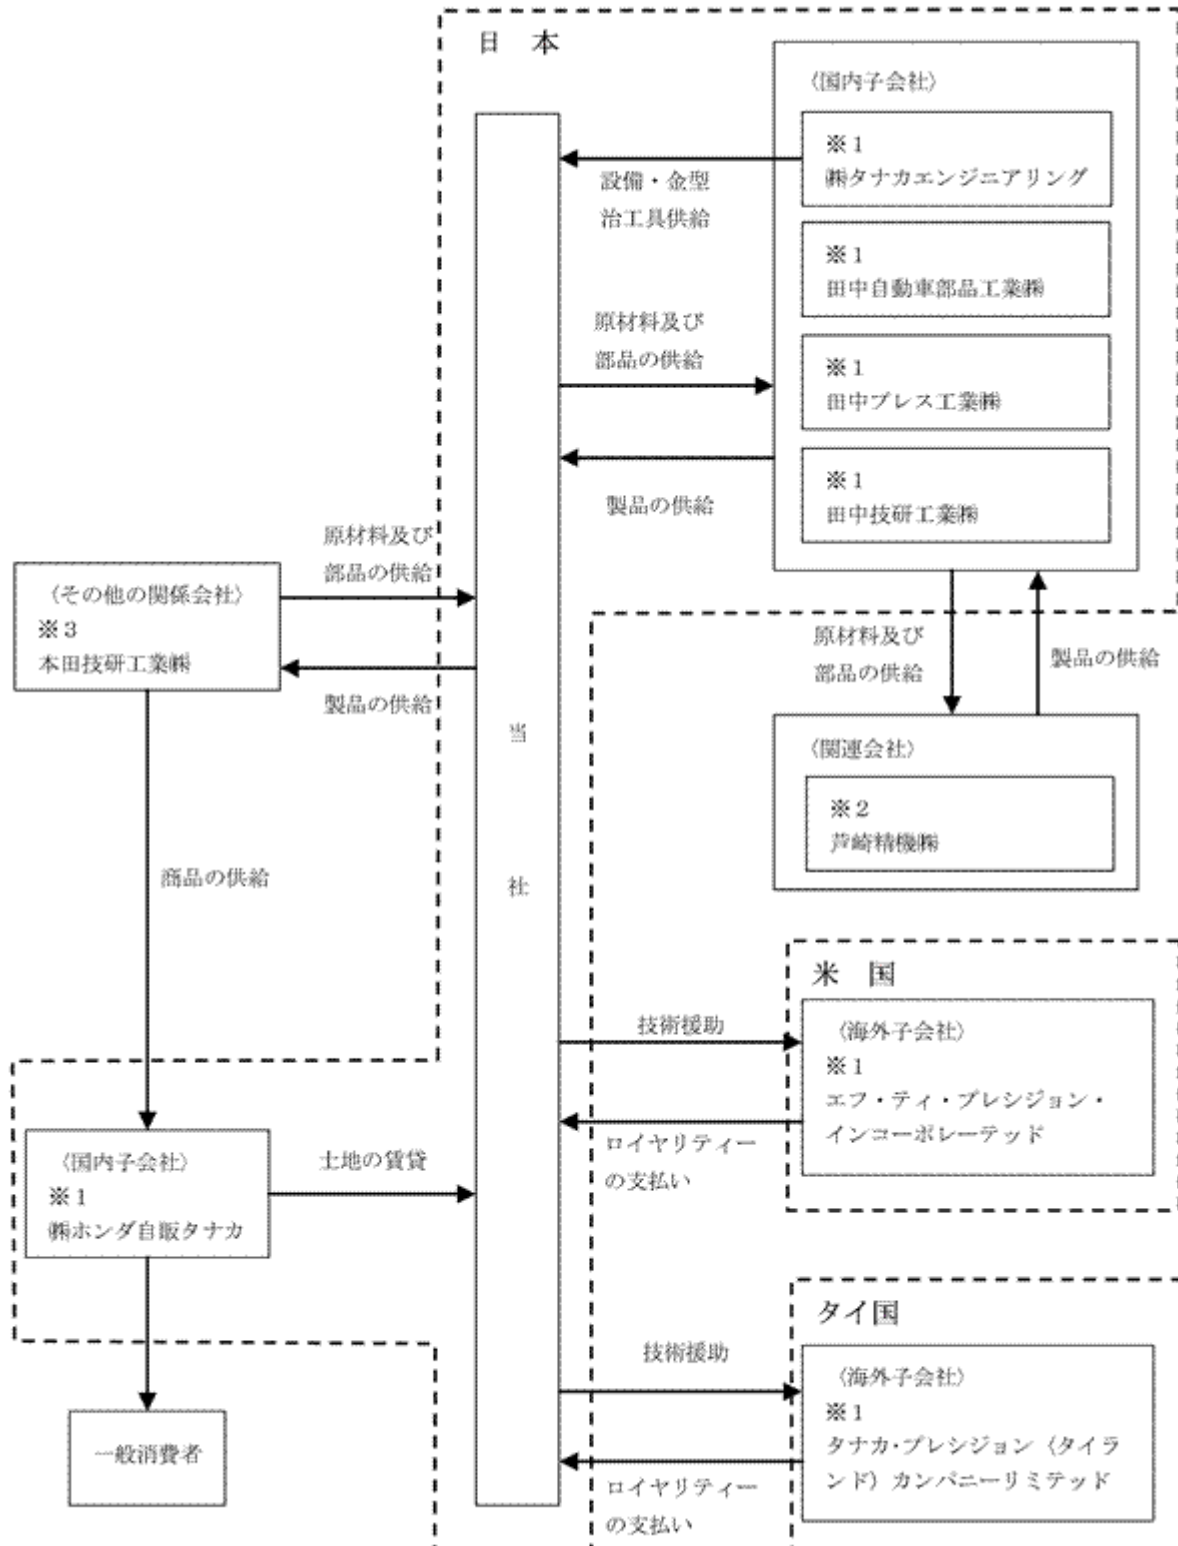 日 本
〈国内子会社〉
※１
㈱タナカエンジニアリング
設備・金型
治工具供給
※１
田中自動車部品工業㈱
原材料及び
部品の供給
※１
田中プレス工業㈱
※１
田中技研工業㈱
製品の供給
原材料及び
部品の供給
〈その他の関係会社〉
※３
本田技研工業㈱
製品の供給
当
社
原材料及び
部品の供給
製品の供給
〈関連会社〉
※２
芦崎精機㈱
商品の供給
米 国
〈海外子会社〉
※１
エフ・ティ・プレシジョン・
インコーポレーテッド
技術援助
ロイヤリティー
の支払い
〈国内子会社〉
※１
㈱ホンダ自販タナカ
土地の賃貸
タイ国
〈海外子会社〉
※１
タナカ・プレシジョン（タイラ
ンド）カンパニーリミテッド
技術援助
ロイヤリティー
の支払い
一般消費者